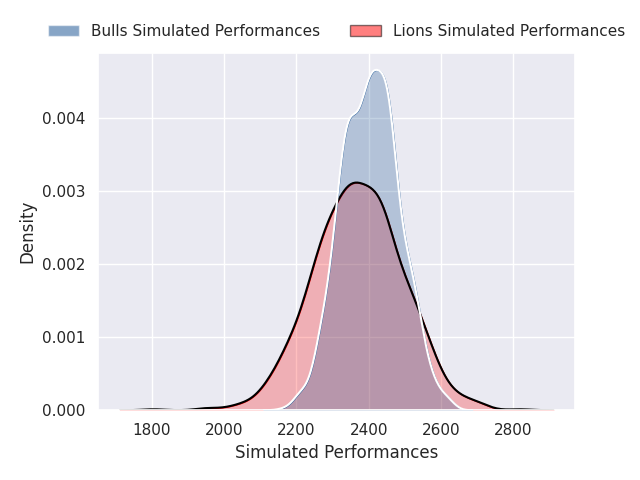 Bulls Simulated Performances Lions Simulated Performances
0.004
0.003
0.002
0.001
0.000
Density
1800 2000 2200 2400 2600 2800
Simulated Performances